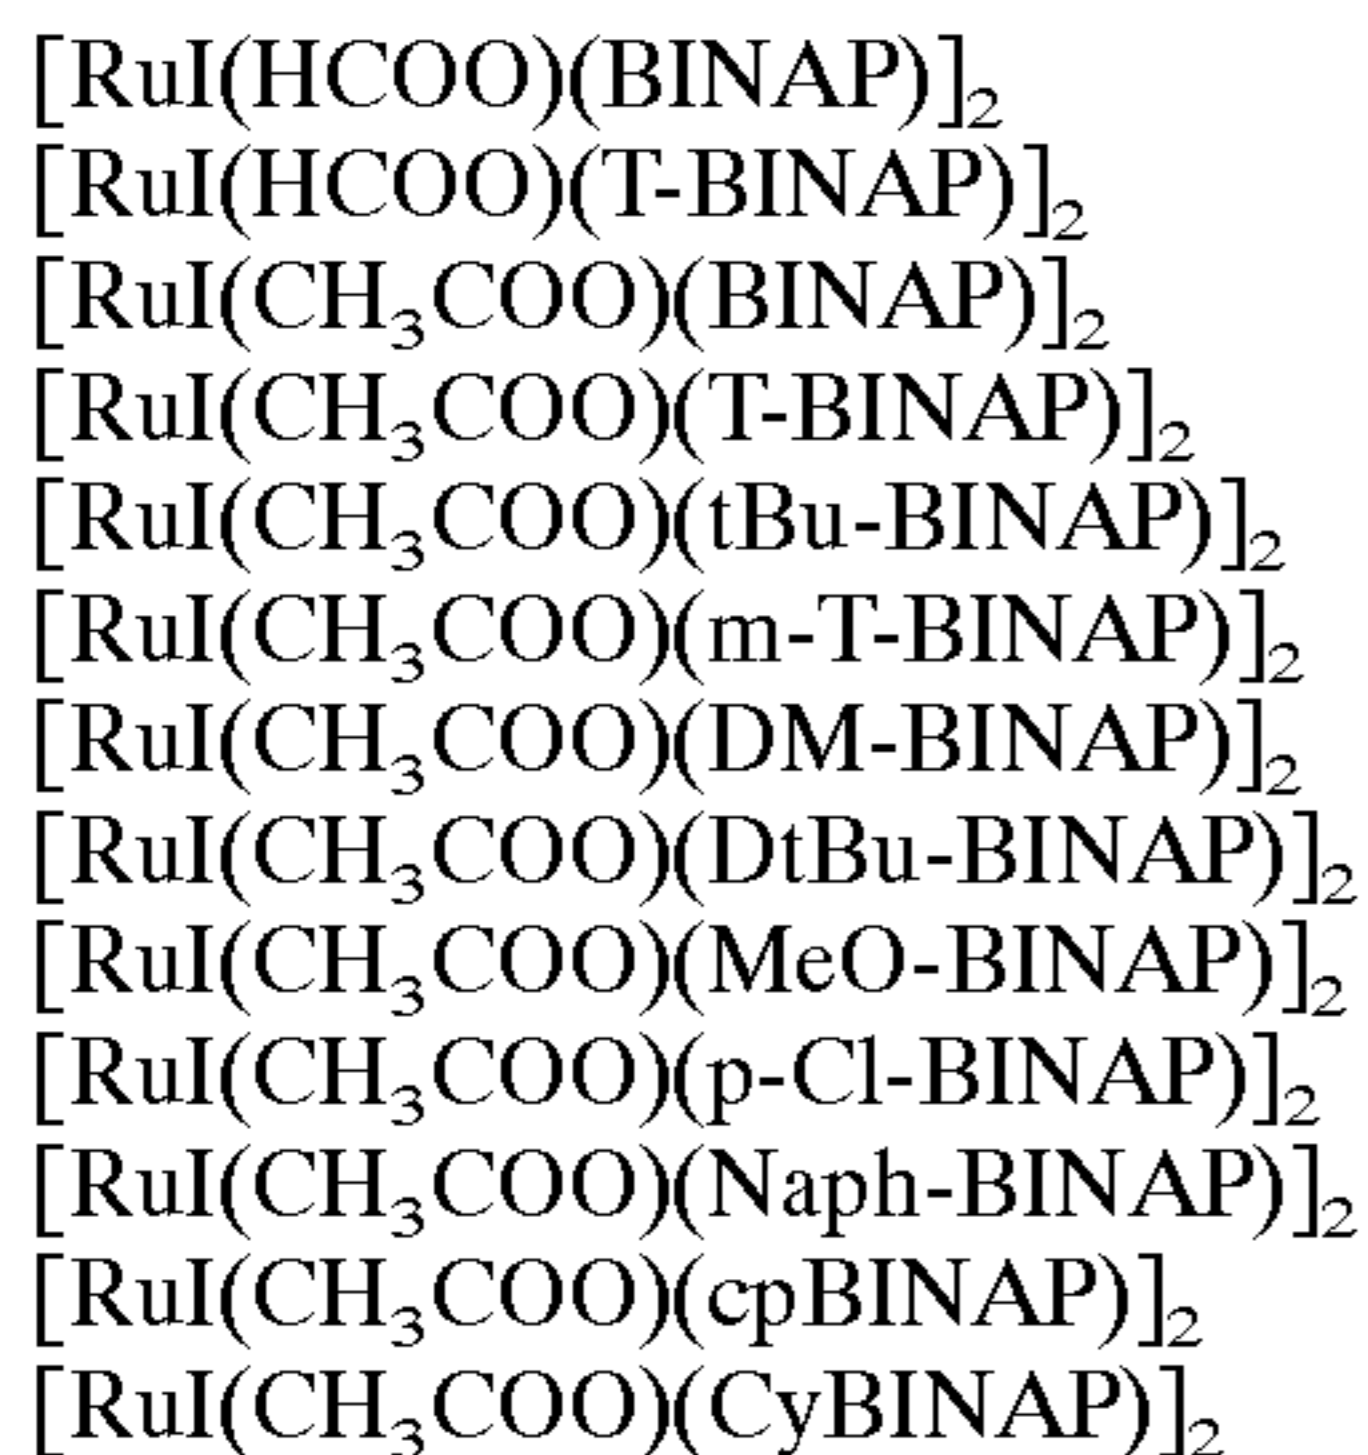 [RuI(HCOO)(BINAP)]₂
[RuI(HCOO)(T-BINAP)]₂
[RuI(CH₃COO)(BINAP)]₂
[RuI(CH₃COO)(T-BINAP)]₂
[RuI(CH₃COO)(tBu-BINAP)]₂
[RuI(CH₃COO)(m-T-BINAP)]₂
[RuI(CH₃COO)(DM-BINAP)]₂
[RuI(CH₃COO)(DtBu-BINAP)]₂
[RuI(CH₃COO)(MeO-BINAP)]₂
[RuI(CH₃COO)(p-Cl-BINAP)]₂
[RuI(CH₃COO)(Naph-BINAP)]₂
[RuI(CH₃COO)(cpBINAP)]₂
[RuI(CH₃COO)(CyBINAP)]₂